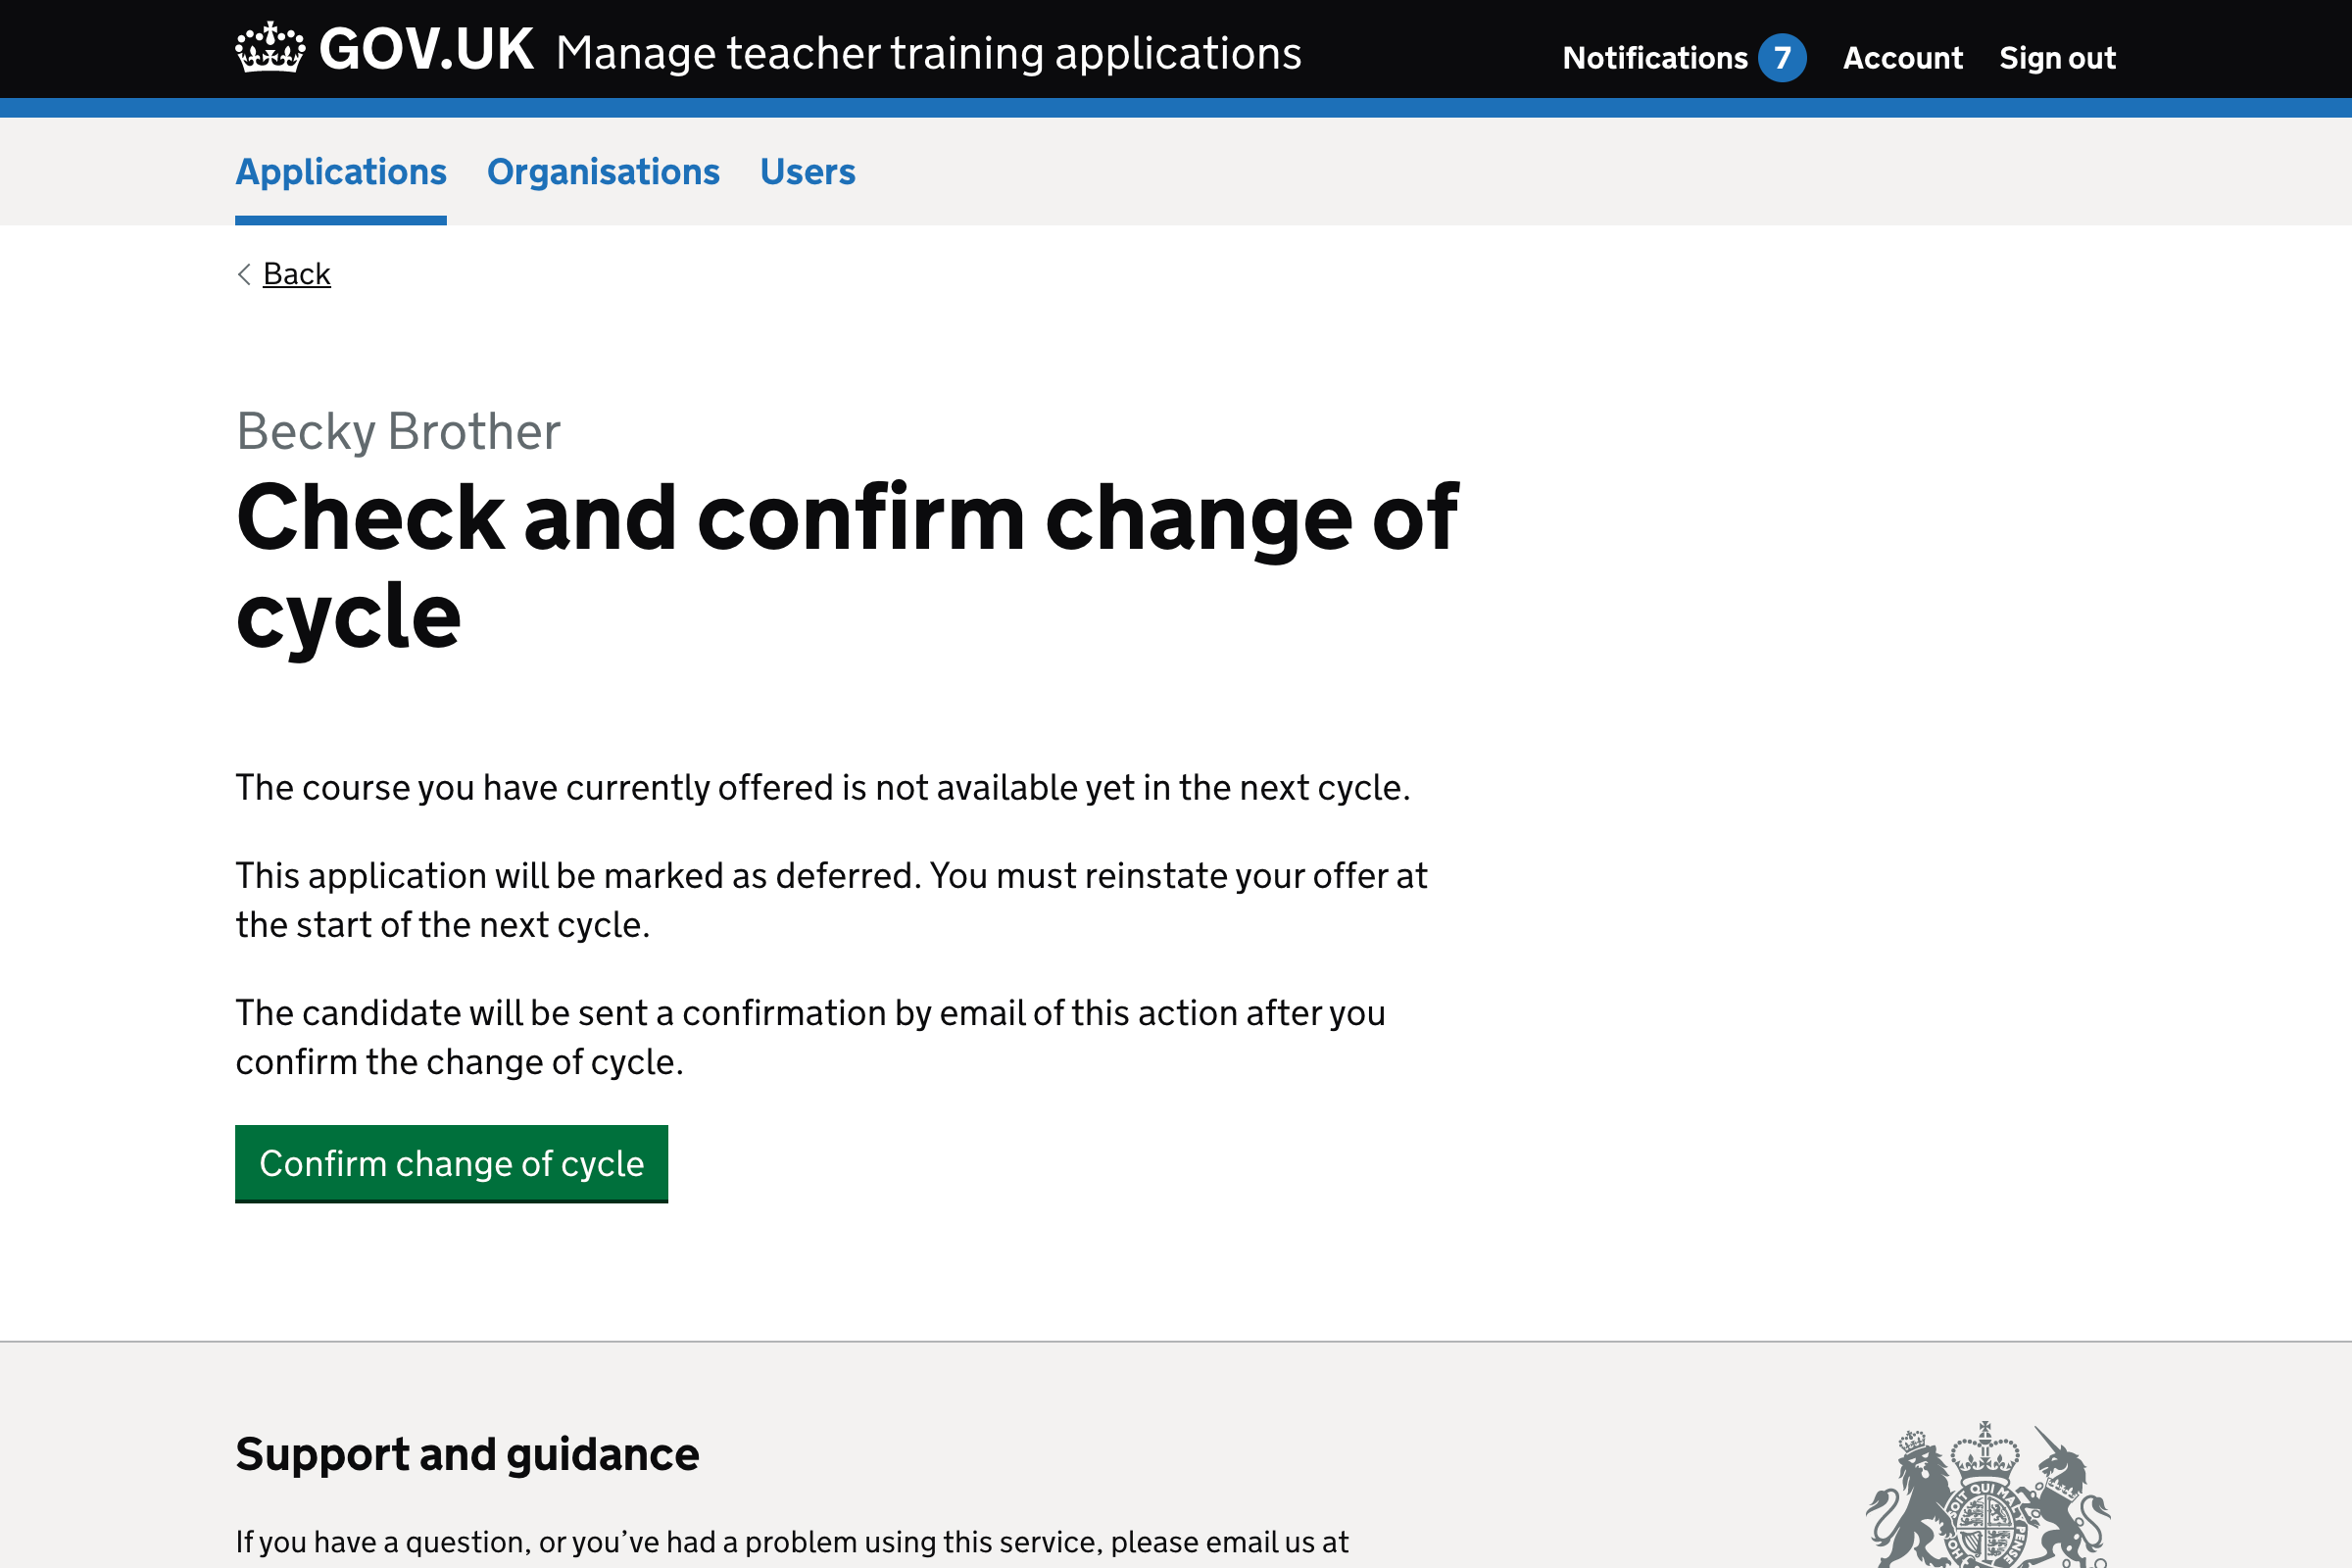 GOV.UK Manage teacher training applications
Notifications 7 Account Sign out
Applications Organisations Users
Back
Becky Brother
Check and confirm change of
cycle
The course you have currently offered is not available yet in the next cycle.
This application will be marked as deferred. You must reinstate your offer at
the start of the next cycle.
The candidate will be sent a confirmation by email of this action after you
confirm the change of cycle.
Confirm change of cycle
Support and guidance
If you have a question, or you’ve had a problem using this service, please email us at